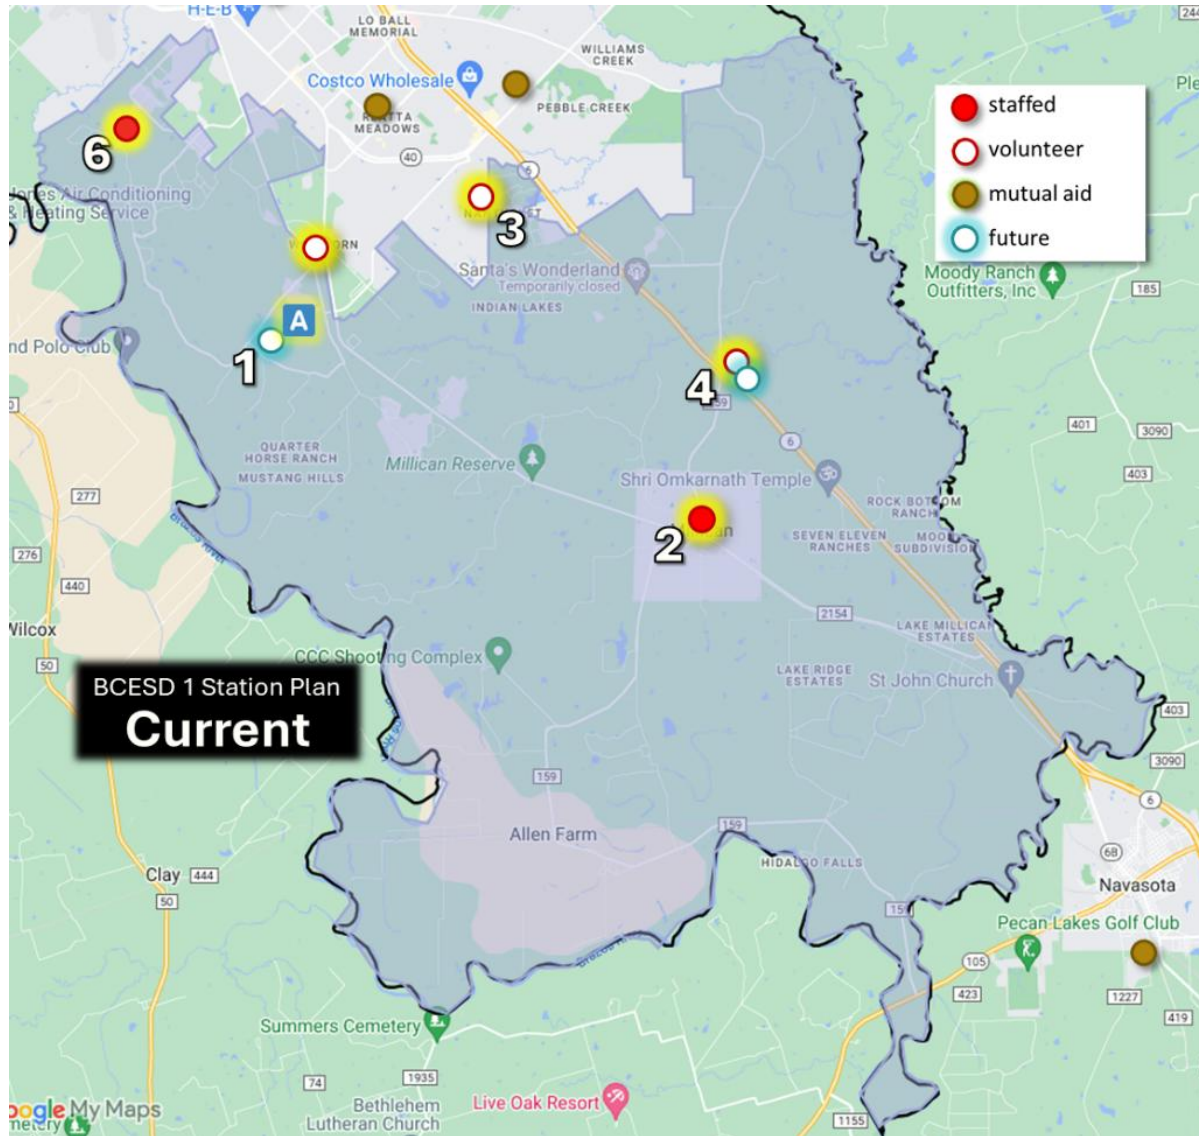 H-E-B
LO BALL
MEMORIAL
WILLIAMS
CREEK
Costco Wholesale
PEBBLE CREEK
MEADOWS
40
6
6
staffed
volunteer
mutual aid
future
Air Conditioning
& Heating Service
3
Santa's Wonderland
Temporarily closed
INDIAN LAKES
Moody Ranch
Outfitters, Inc
185
A
1
nd Polo Club
4
6
401
3090
403
QUARTER
HORSE RANCH
MUSTANG HILLS
Millican Reserve
Shri Omkarnath Temple
ROCK BOTTOM
RANCH
SEVEN ELEVEN
RANCHES
SUBDIVISION
2
277
276
440
Wilcox
50
2154
LAKE MILLICAN
ESTATES
CCC Shooting Complex
LAKE RIDGE
ESTATES
St John Church
BCESD 1 Station Plan
Current
403
3090
6
159
Allen Farm
159
HIDALGO FALLS
6B
Navasota
Clay
444
50
Pecan Lakes Golf Club
105
423
1227
419
Summers Cemetery
74
1935
Bethlehem
Lutheran Church
Live Oak Resort
1155
ogle My Maps